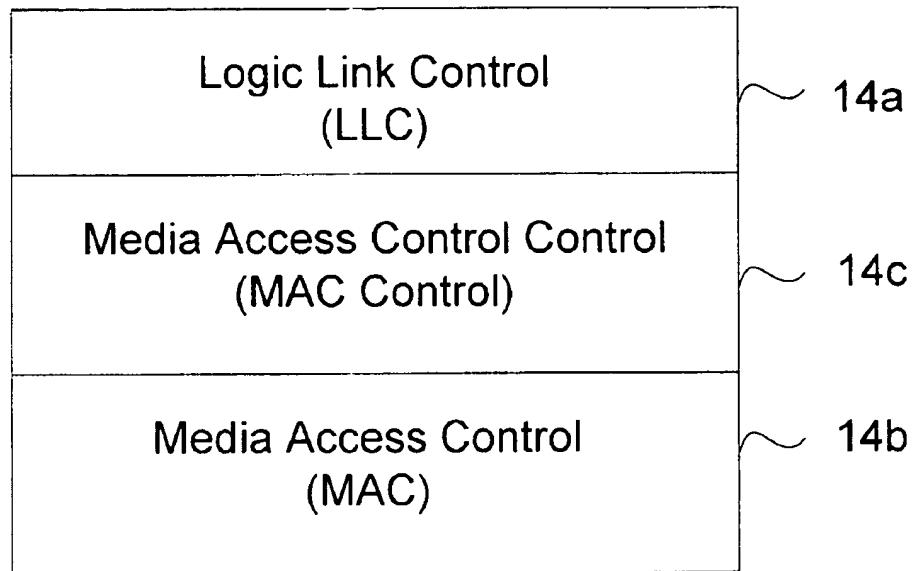 Logic Link Control
(LLC)
14a
Media Access Control Control
(MAC Control)
14c
Media Access Control
(MAC)
14b